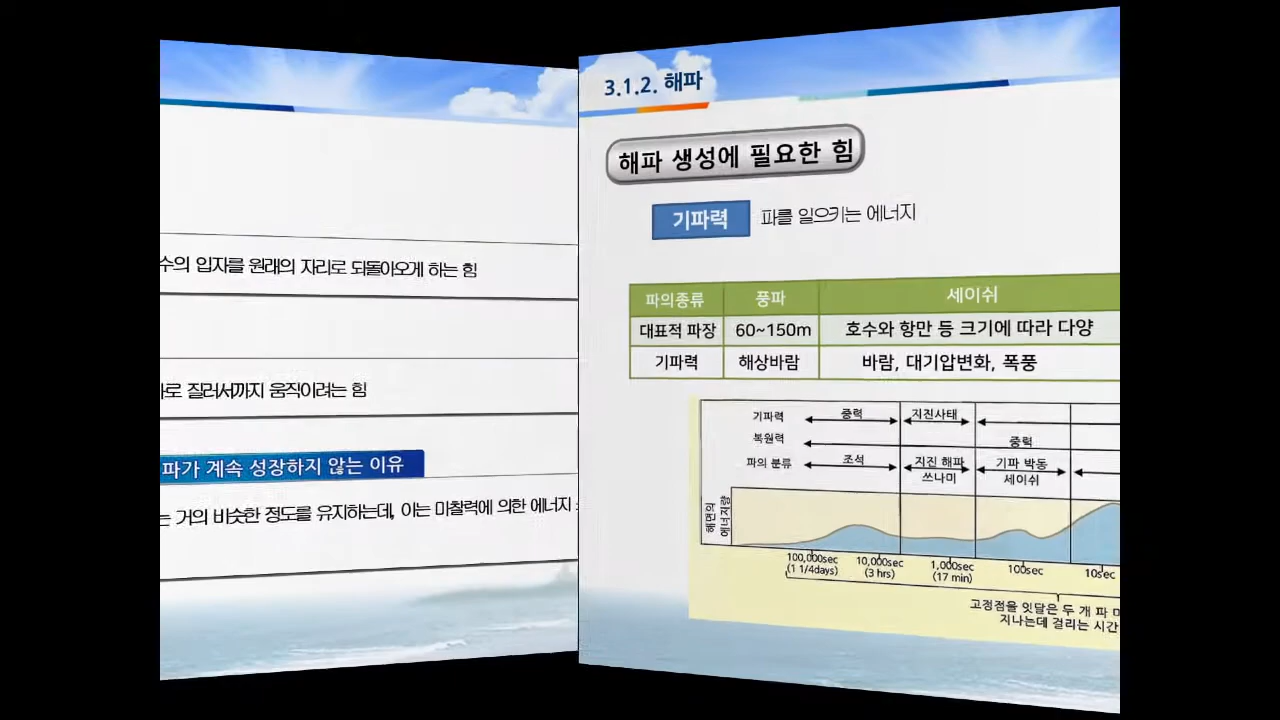 수의 입자를 원래의 자리로 되돌아오게 하는 힘
질러서까지 움직이려는 힘
파가 계속 성장하지 않는 이유
거의 비슷한 정도를 유지하는데, 이는 마찰력에 의한 에너지
3.1.2. 해파
해파 생성에 필요한 힘
기파력 파를 일으키는 에너지
파의종류 풍파 세이쉬
대표적 파장 60~150m 호수와 항만 등 크기에 따라 다양
기파력 해상바람 바람, 대기압변화, 폭풍
기파력 중력 지진사태
복원력 중력
파의 분류 조석 지진 해파 기파 박동
쓰나미 세이쉬
해면의
에너지량
100,000sec 10,000sec 1,000sec 100sec 10sec
(1 1/4days) (3 hrs) (17 min)
고정점을 잇달은 두 개 파
지나는데 걸리는 시간